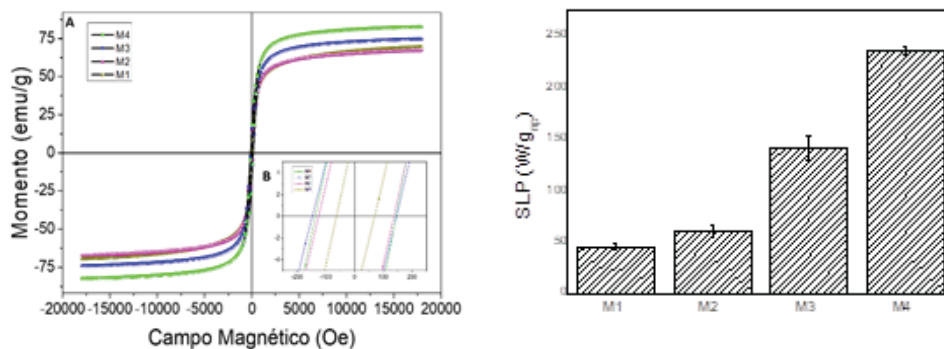 A
M4
M3
M2
M1
75
50
25
0
-25
-50
-75
Momento (emu/g)
B
-20000 -15000 -10000 -5000 0 5000 10000 15000 20000
Campo Magnético (Oe)
250
200
150
100
50
0
SLP (W/gnp)
M1 M2 M3 M4